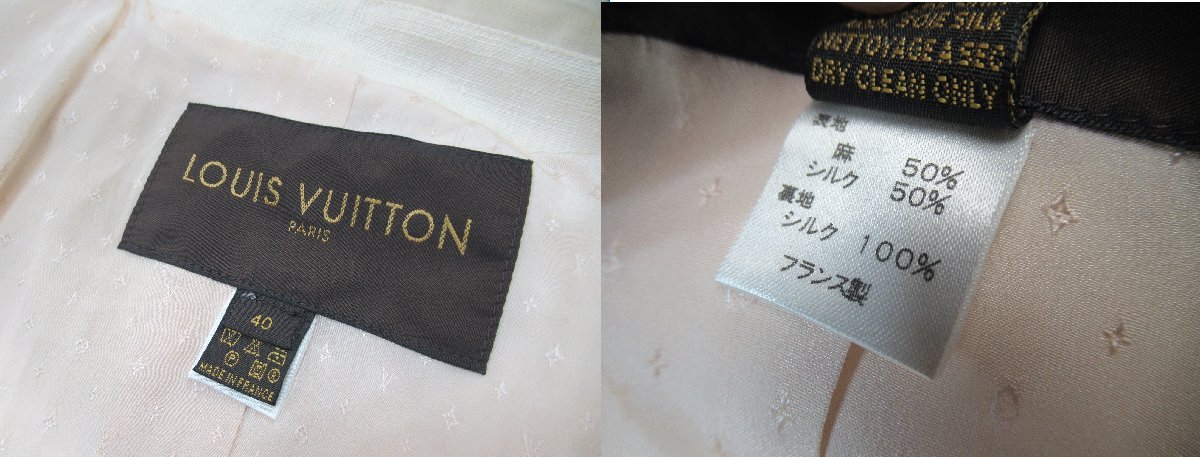 LOUIS VUITTON
PARIS
40
MADE IN FRANCE
SILK
NETTOYAGE A SEC
DRY CLEAN ONLY
表地
麻 50%
シルク 50%
裏地
シルク 100%
フランス製